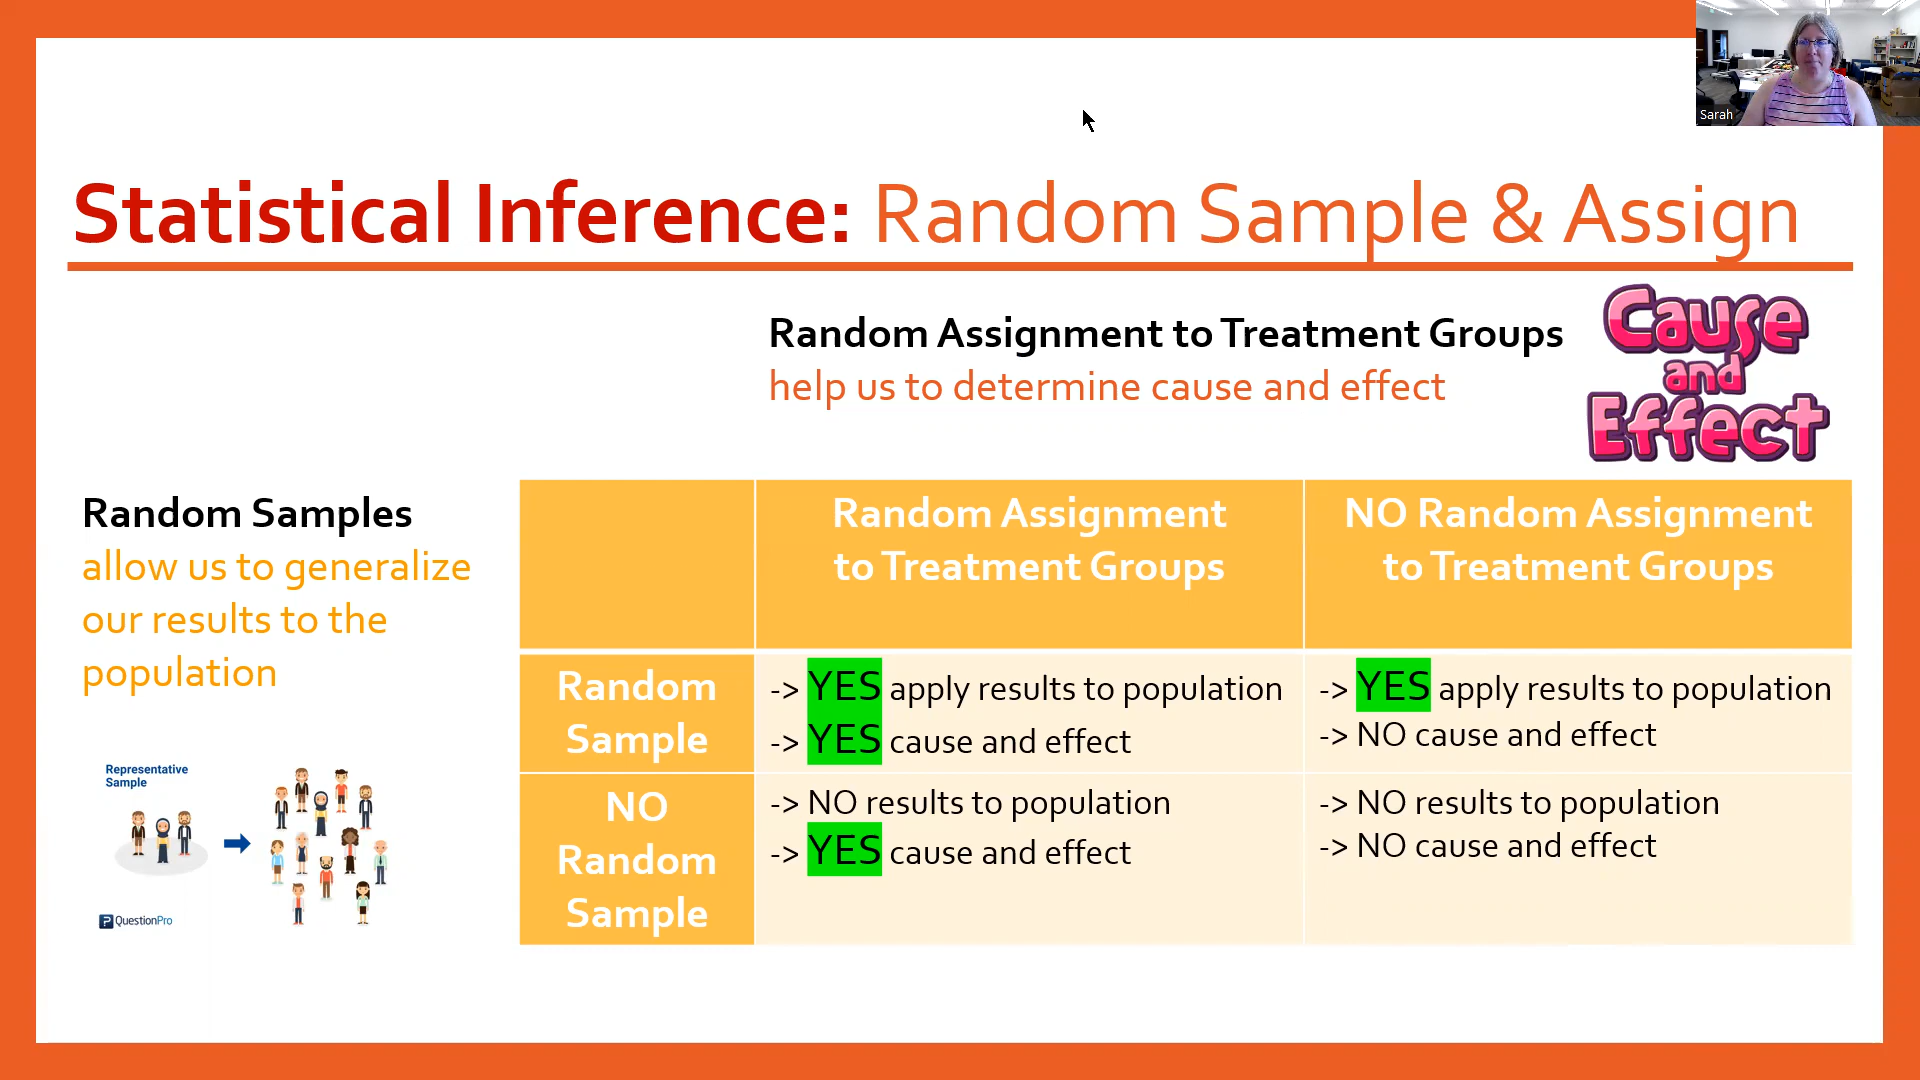 Sarah
Statistical Inference: Random Sample & Assign
Random Assignment to Treatment Groups
help us to determine cause and effect
Cause
and
Effect
Random Samples
allow us to generalize
our results to the
population
Representative
Sample
QuestionPro
Random Assignment
to Treatment Groups
NO Random Assignment
to Treatment Groups
Random
Sample
-> YES apply results to population
-> YES cause and effect
-> YES apply results to population
-> NO cause and effect
NO
Random
Sample
-> NO results to population
-> YES cause and effect
-> NO results to population
-> NO cause and effect